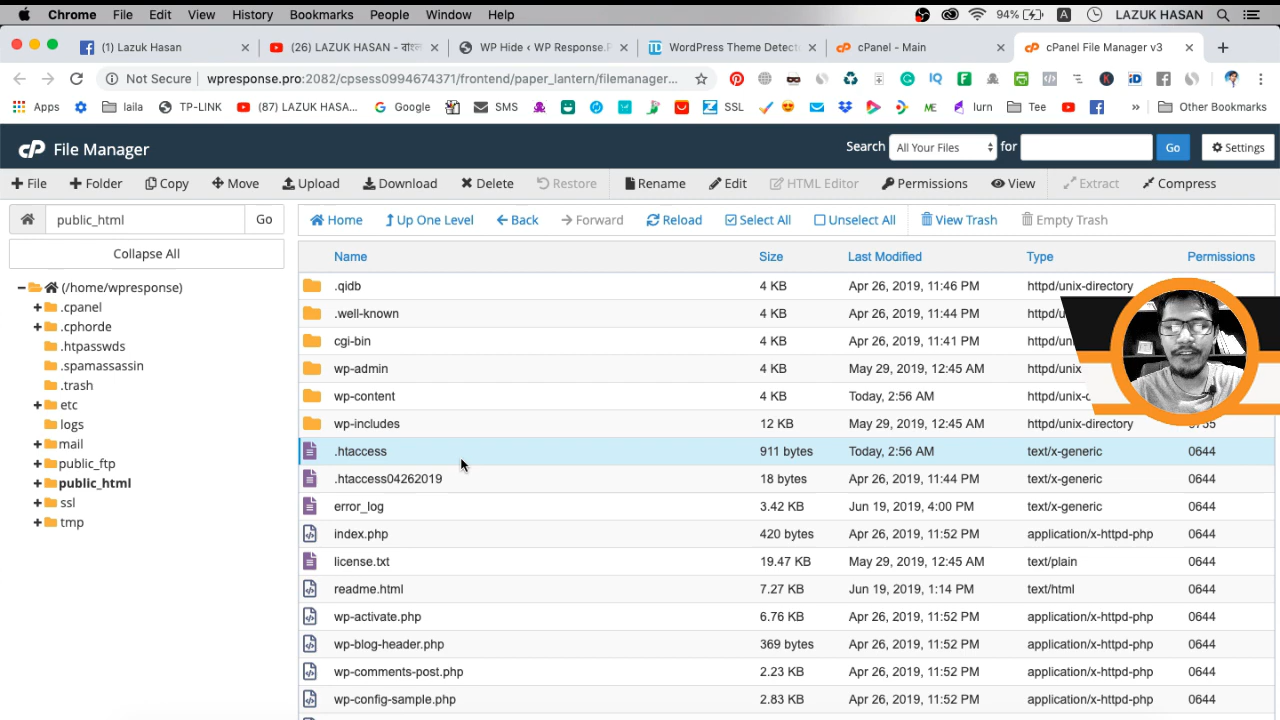 Chrome File Edit View History Bookmarks People Window Help 94% A LAZUK HASAN
(1) Lazuk Hasan × (26) LAZUK HASAN - × WP Hide ‹ WP Response.P × WordPress Theme Detect × cPanel - Main × cPanel File Manager v3 × +
Not Secure | wpresponse.pro:2082/cpsess0994674371/frontend/paper_lantern/filemanager...
Apps laila TP-LINK (87) LAZUK HASA... Google SMS SSL lurn Tee » Other Bookmarks
cP File Manager Search All Your Files for Go Settings
File Folder Copy Move Upload Download Delete Restore Rename Edit HTML Editor Permissions View Extract Compress
public_html Go Home Up One Level Back Forward Reload Select All Unselect All View Trash Empty Trash
Collapse All
(/home/wpresponse)
.cpanel
.cphorde
.htpasswds
.spamassassin
.trash
etc
logs
mail
public_ftp
public_html
ssl
tmp
Name Size Last Modified Type Permissions
.qidb 4 KB Apr 26, 2019, 11:46 PM httpd/unix-directory
.well-known 4 KB Apr 26, 2019, 11:44 PM
cgi-bin 4 KB Apr 26, 2019, 11:41 PM
wp-admin 4 KB May 29, 2019, 12:45 AM
wp-content 4 KB Today, 2:56 AM
wp-includes 12 KB May 29, 2019, 12:45 AM httpd/unix-directory 0755
.htaccess 911 bytes Today, 2:56 AM text/x-generic 0644
.htaccess04262019 18 bytes Apr 26, 2019, 11:44 PM text/x-generic 0644
error_log 3.42 KB Jun 19, 2019, 4:00 PM text/x-generic 0644
index.php 420 bytes Apr 26, 2019, 11:52 PM application/x-httpd-php 0644
license.txt 19.47 KB May 29, 2019, 12:45 AM text/plain 0644
readme.html 7.27 KB Jun 19, 2019, 1:14 PM text/html 0644
wp-activate.php 6.76 KB Apr 26, 2019, 11:52 PM application/x-httpd-php 0644
wp-blog-header.php 369 bytes Apr 26, 2019, 11:52 PM application/x-httpd-php 0644
wp-comments-post.php 2.23 KB Apr 26, 2019, 11:52 PM application/x-httpd-php 0644
wp-config-sample.php 2.83 KB Apr 26, 2019, 11:52 PM application/x-httpd-php 0644